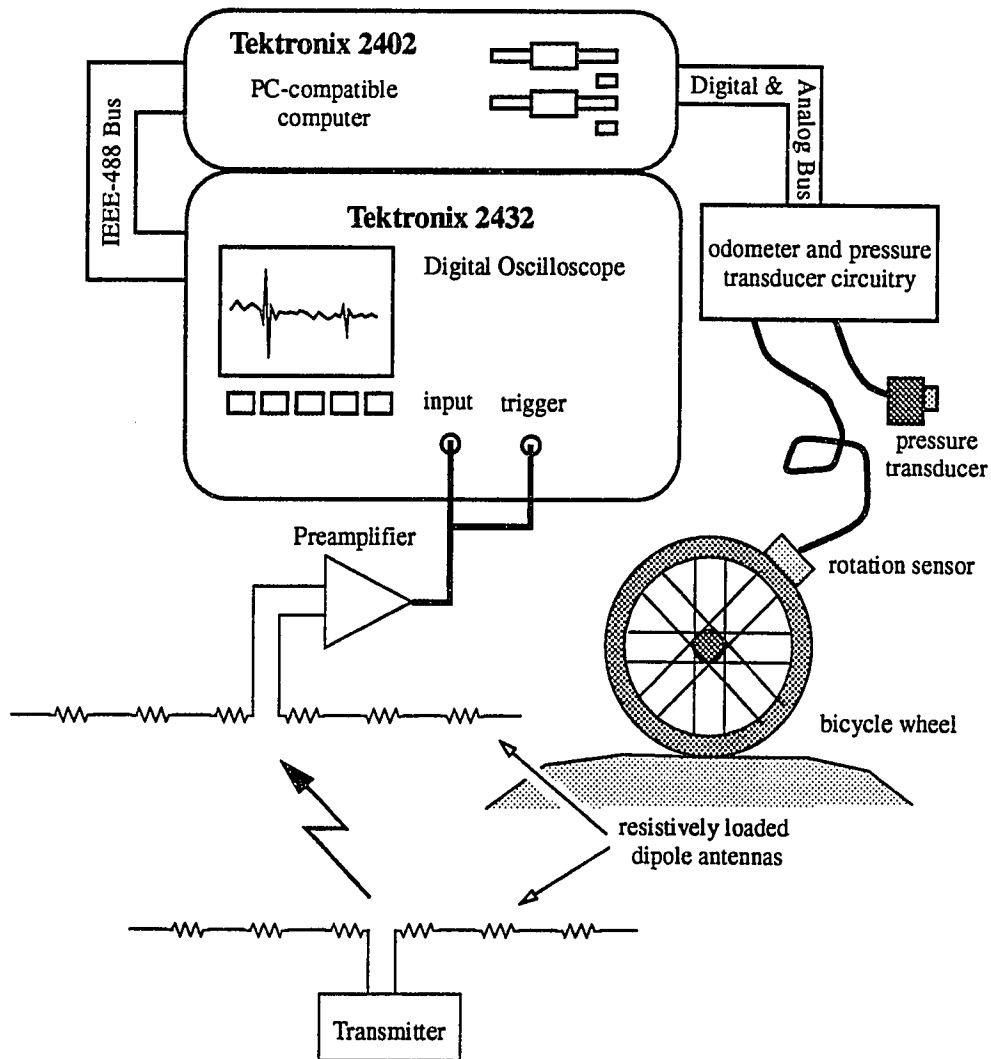 Tektronix 2402
PC-compatible
computer
IEEE-488 Bus
Digital &
Analog Bus
Tektronix 2432
Digital Oscilloscope
odometer and pressure
transducer circuitry
input
trigger
pressure
transducer
Preamplifier
rotation sensor
bicycle wheel
resistively loaded
dipole antennas
Transmitter